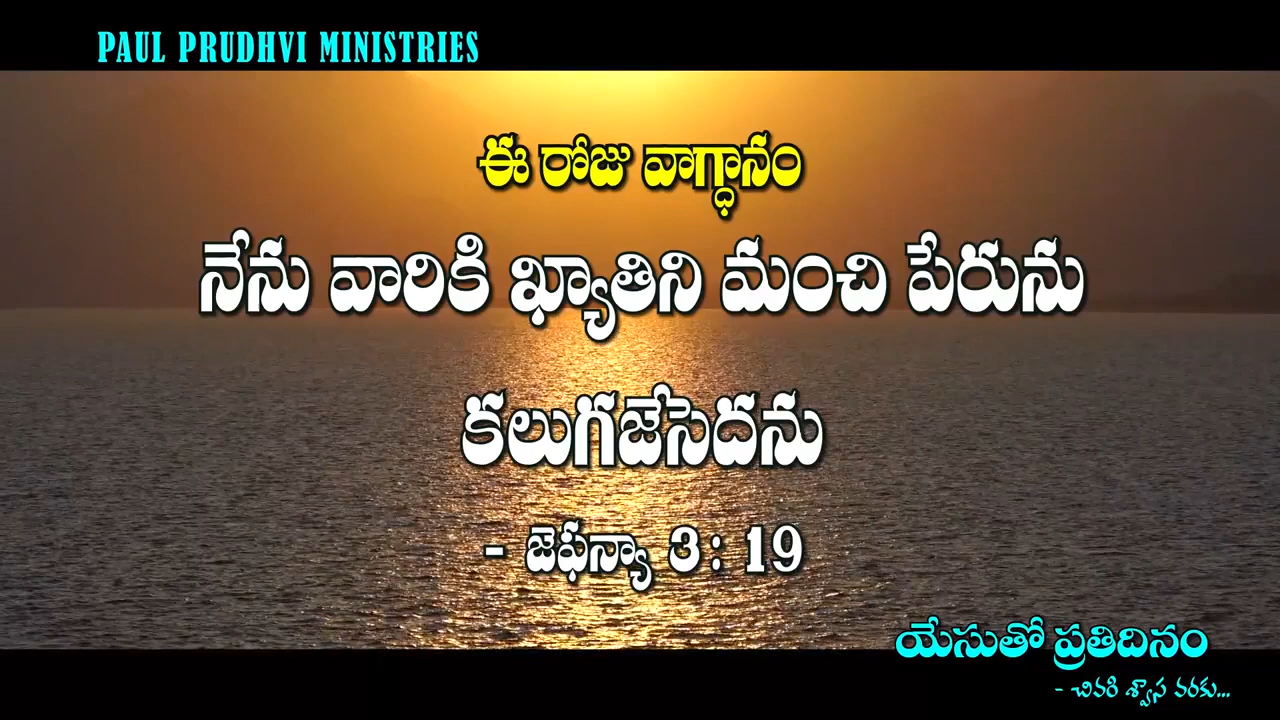 PAUL PRUDHVI MINISTRIES
ఈ రోజు వాగ్ధానం
నేను వారికి ఖ్యాతిని మంచి పేరును
కలుగజేసెదను
- జెఫన్యా 3 : 19
యేసుతో ప్రతిదినం
- చివరి శ్వాస వరకు...